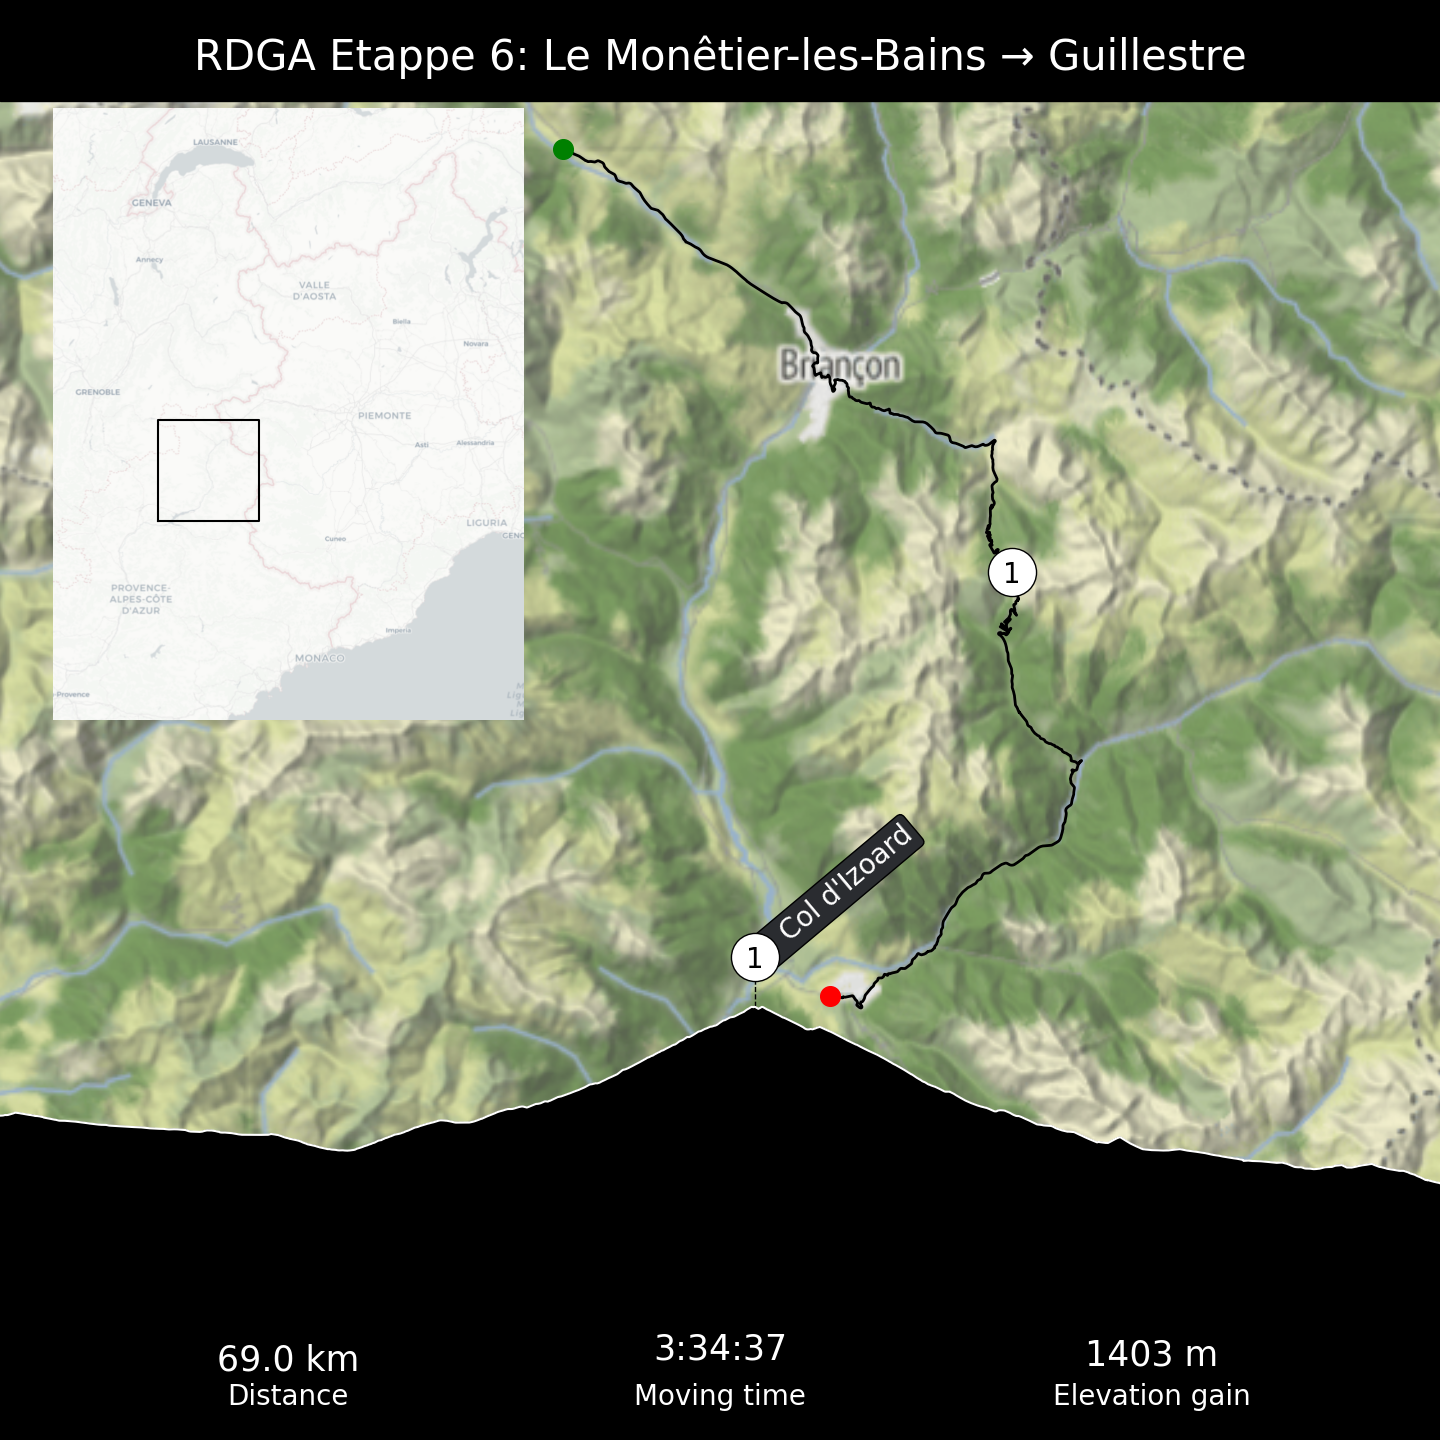 RDGA Etappe 6: Le Monêtier-les-Bains → Guillestre
LAUSANNE
GENEVA
Annecy
VALLE
D'AOSTA
Biella
Novara
GRENOBLE
PIEMONTE
Asti
Alessandria
LIGURIA
GENO
Cuneo
PROVENCE-
ALPES-CÔTE
D'AZUR
Imperia
MONACO
-Provence
Briançon
1
Col d'Izoard
1
69.0 km
Distance
3:34:37
Moving time
1403 m
Elevation gain